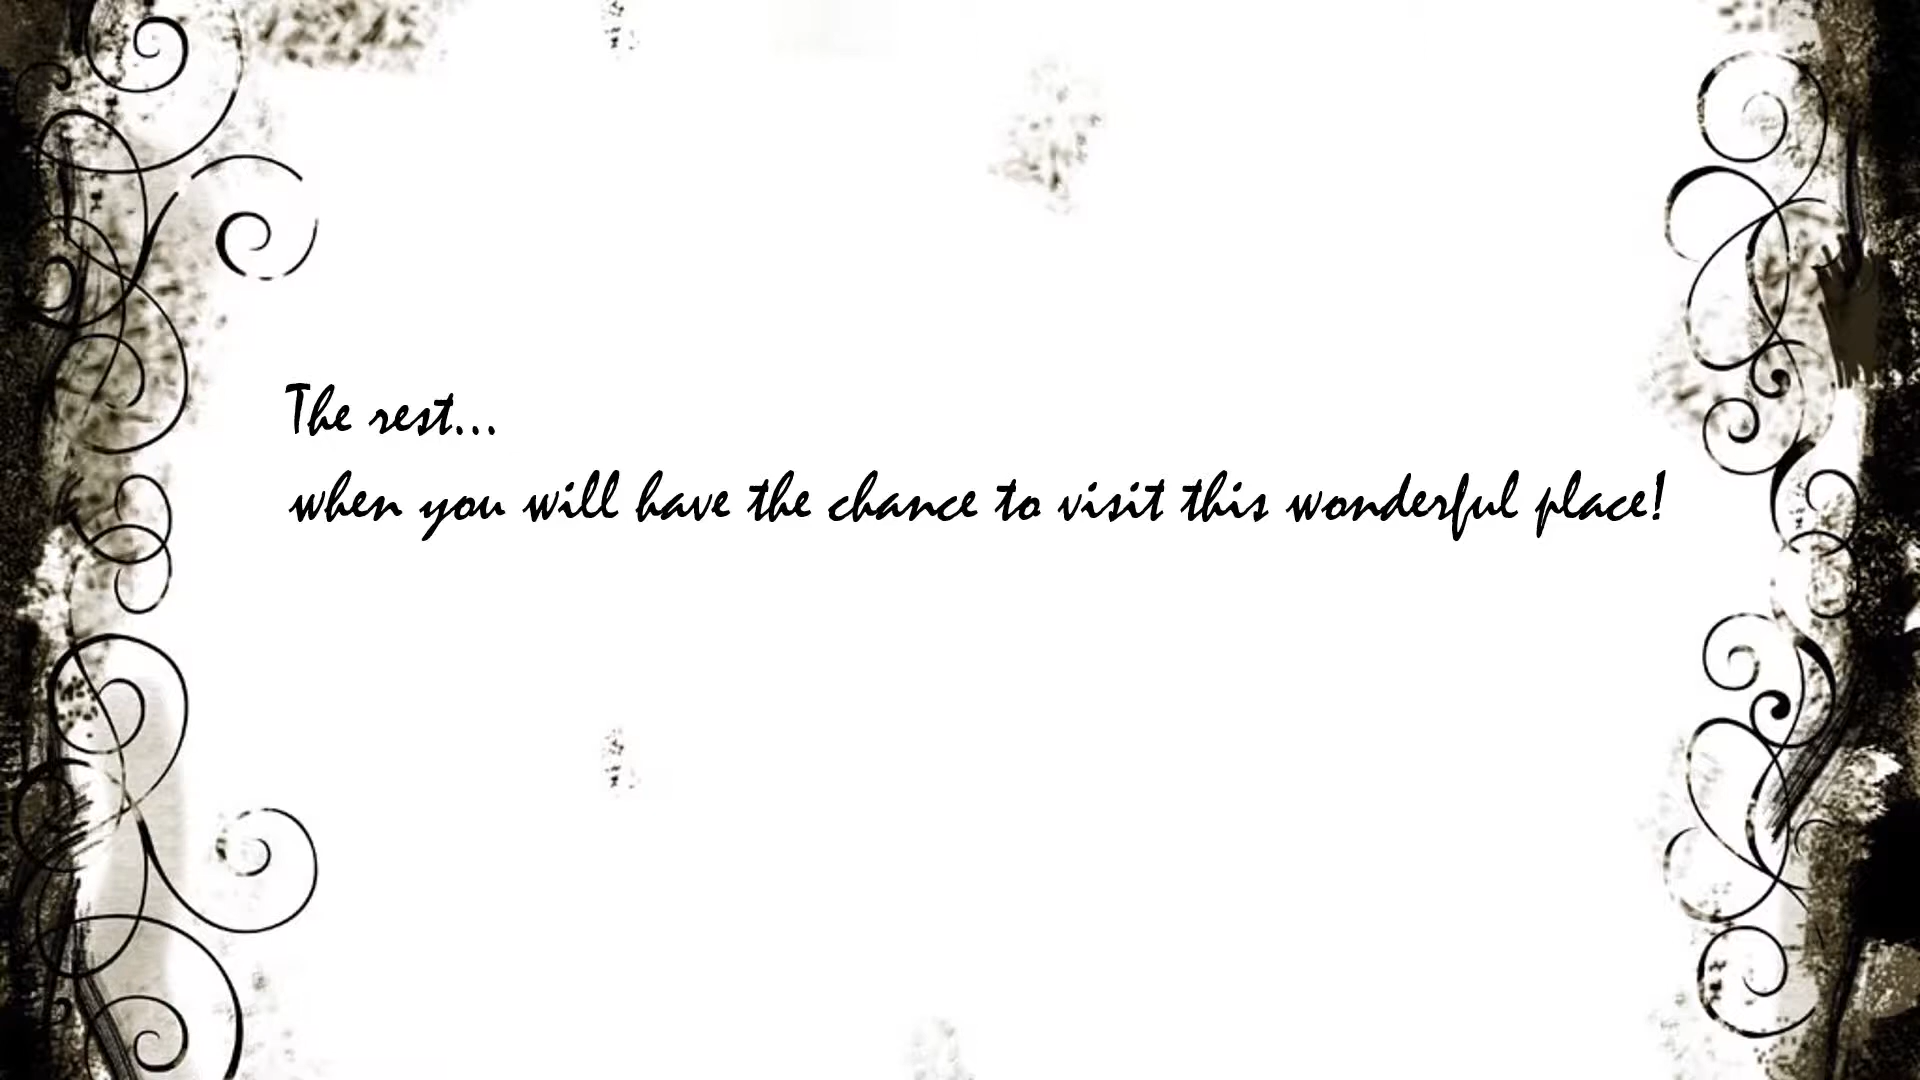 The rest...
when you will have the chance to visit this wonderful place!